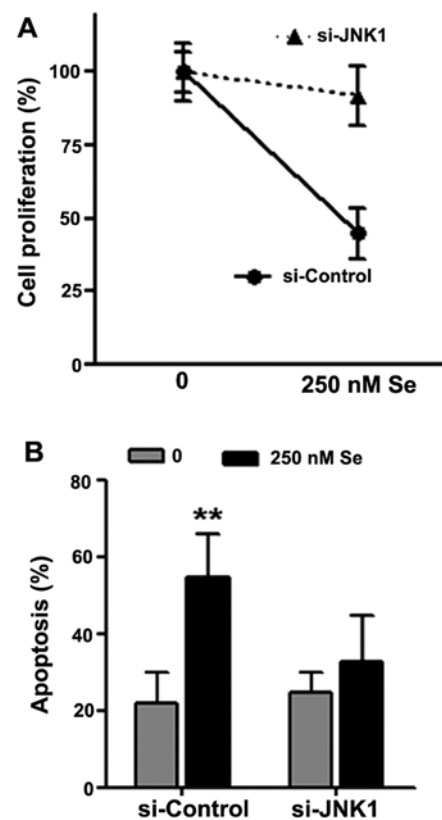 A
si-JNK1
100
75
50
25
0
Cell proliferation (%)
si-Control
0 250 nM Se
B
0 250 nM Se
80
60
40
20
0
Apoptosis (%)
**
si-Control si-JNK1